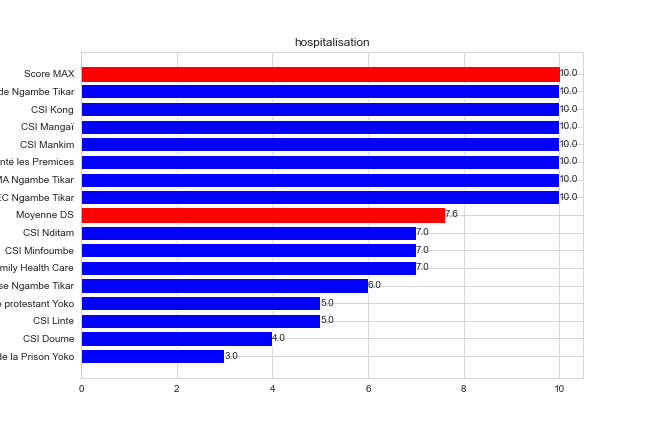 hospitalisation
Score MAX 10.0
de Ngambe Tikar 10.0
CSI Kong 10.0
CSI Mangaï 10.0
CSI Mankim 10.0
nté les Premices 10.0
MA Ngambe Tikar 10.0
EC Ngambe Tikar 10.0
Moyenne DS 7.6
CSI Nditam 7.0
CSI Minfoumbe 7.0
mily Health Care 7.0
se Ngambe Tikar 6.0
e protestant Yoko 5.0
CSI Linte 5.0
CSI Doume 4.0
de la Prison Yoko 3.0
0 2 4 6 8 10